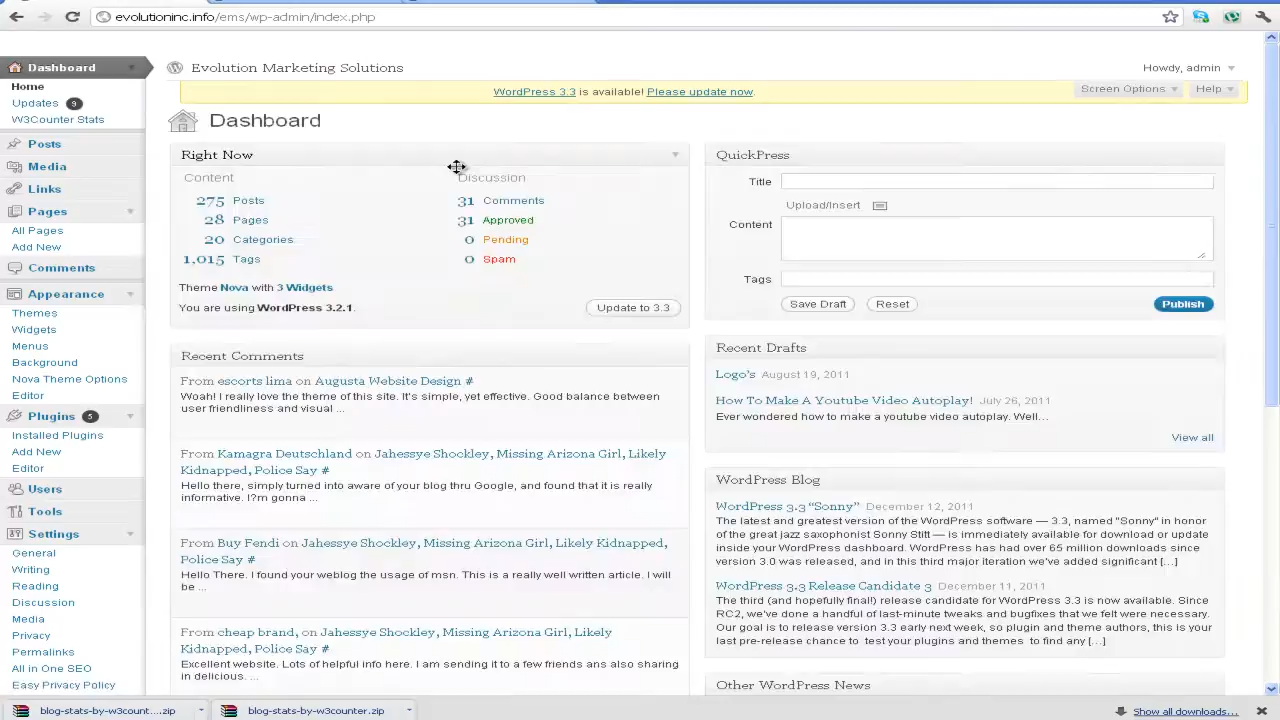 evolutioninc.info/ems/wp-admin/index.php
Dashboard
Home
Updates 9
W3Counter Stats
Posts
Media
Links
Pages
All Pages
Add New
Comments
Appearance
Themes
Widgets
Menus
Background
Nova Theme Options
Editor
Plugins 5
Installed Plugins
Add New
Editor
Users
Tools
Settings
General
Writing
Reading
Discussion
Media
Privacy
Permalinks
All in One SEO
Easy Privacy Policy
Evolution Marketing Solutions
Howdy, admin
WordPress 3.3 is available! Please update now.
Screen Options
Help
Dashboard
Right Now
Content
275 Posts
28 Pages
20 Categories
1,015 Tags
Discussion
31 Comments
31 Approved
0 Pending
0 Spam
Theme Nova with 3 Widgets
You are using WordPress 3.2.1.
Update to 3.3
Recent Comments
From escorts lima on Augusta Website Design #
Woah! I really love the theme of this site. It's simple, yet effective. Good balance between
user friendliness and visual ...
From Kamagra Deutschland on Jahessye Shockley, Missing Arizona Girl, Likely
Kidnapped, Police Say #
Hello there, simply turned into aware of your blog thru Google, and found that it is really
informative. I?m gonna ...
From Buy Fendi on Jahessye Shockley, Missing Arizona Girl, Likely Kidnapped,
Police Say #
Hello There. I found your weblog the usage of msn. This is a really well written article. I will
be ...
From cheap brand, on Jahessye Shockley, Missing Arizona Girl, Likely
Kidnapped, Police Say #
Excellent website. Lots of helpful info here. I am sending it to a few friends ans also sharing
in delicious. ...
QuickPress
Title
Upload/Insert
Content
Tags
Save Draft
Reset
Publish
Recent Drafts
Logo's August 19, 2011
How To Make A Youtube Video Autoplay! July 26, 2011
Ever wondered how to make a youtube video autoplay. Well...
View all
WordPress Blog
WordPress 3.3 “Sonny” December 12, 2011
The latest and greatest version of the WordPress software — 3.3, named "Sonny" in honor
of the great jazz saxophonist Sonny Stitt — is immediately available for download or update
inside your WordPress dashboard. WordPress has had over 65 million downloads since
version 3.0 was released, and in this third major iteration we've added significant [...]
WordPress 3.3 Release Candidate 3 December 11, 2011
The third (and hopefully final!) release candidate for WordPress 3.3 is now available. Since
RC2, we've done a handful of last-minute tweaks and bugfixes that we felt were necessary.
Our goal is to release version 3.3 early next week, so plugin and theme authors, this is your
last pre-release chance to test your plugins and themes to find any [...]
Other WordPress News
blog-stats-by-w3count....zip
blog-stats-by-w3counter.zip
Show all downloads...